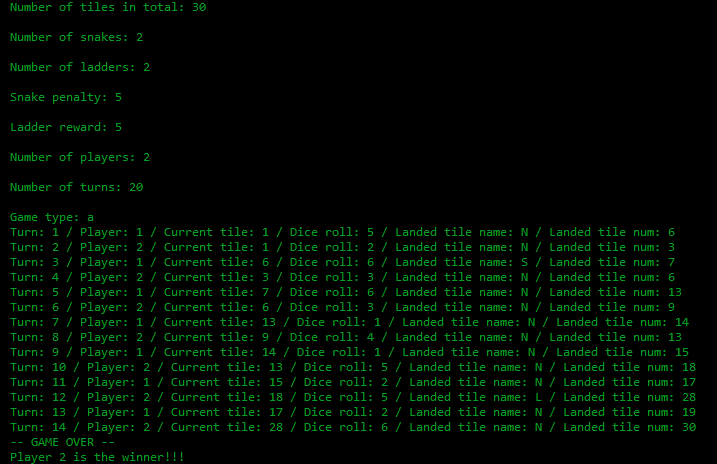 Number of tiles in total: 30
Number of snakes: 2
Number of ladders: 2
Snake penalty: 5
Ladder reward: 5
Number of players: 2
Number of turns: 20
Game type: a
Turn: 1 / Player: 1 / Current tile: 1 / Dice roll: 5 / Landed tile name: N / Landed tile num: 6
Turn: 2 / Player: 2 / Current tile: 1 / Dice roll: 2 / Landed tile name: N / Landed tile num: 3
Turn: 3 / Player: 1 / Current tile: 6 / Dice roll: 6 / Landed tile name: S / Landed tile num: 7
Turn: 4 / Player: 2 / Current tile: 3 / Dice roll: 3 / Landed tile name: N / Landed tile num: 6
Turn: 5 / Player: 1 / Current tile: 7 / Dice roll: 6 / Landed tile name: N / Landed tile num: 13
Turn: 6 / Player: 2 / Current tile: 6 / Dice roll: 3 / Landed tile name: N / Landed tile num: 9
Turn: 7 / Player: 1 / Current tile: 13 / Dice roll: 1 / Landed tile name: N / Landed tile num: 14
Turn: 8 / Player: 2 / Current tile: 9 / Dice roll: 4 / Landed tile name: N / Landed tile num: 13
Turn: 9 / Player: 1 / Current tile: 14 / Dice roll: 1 / Landed tile name: N / Landed tile num: 15
Turn: 10 / Player: 2 / Current tile: 13 / Dice roll: 5 / Landed tile name: N / Landed tile num: 18
Turn: 11 / Player: 1 / Current tile: 15 / Dice roll: 2 / Landed tile name: N / Landed tile num: 17
Turn: 12 / Player: 2 / Current tile: 18 / Dice roll: 5 / Landed tile name: L / Landed tile num: 28
Turn: 13 / Player: 1 / Current tile: 17 / Dice roll: 2 / Landed tile name: N / Landed tile num: 19
Turn: 14 / Player: 2 / Current tile: 28 / Dice roll: 6 / Landed tile name: N / Landed tile num: 30
-- GAME OVER --
Player 2 is the winner!!!